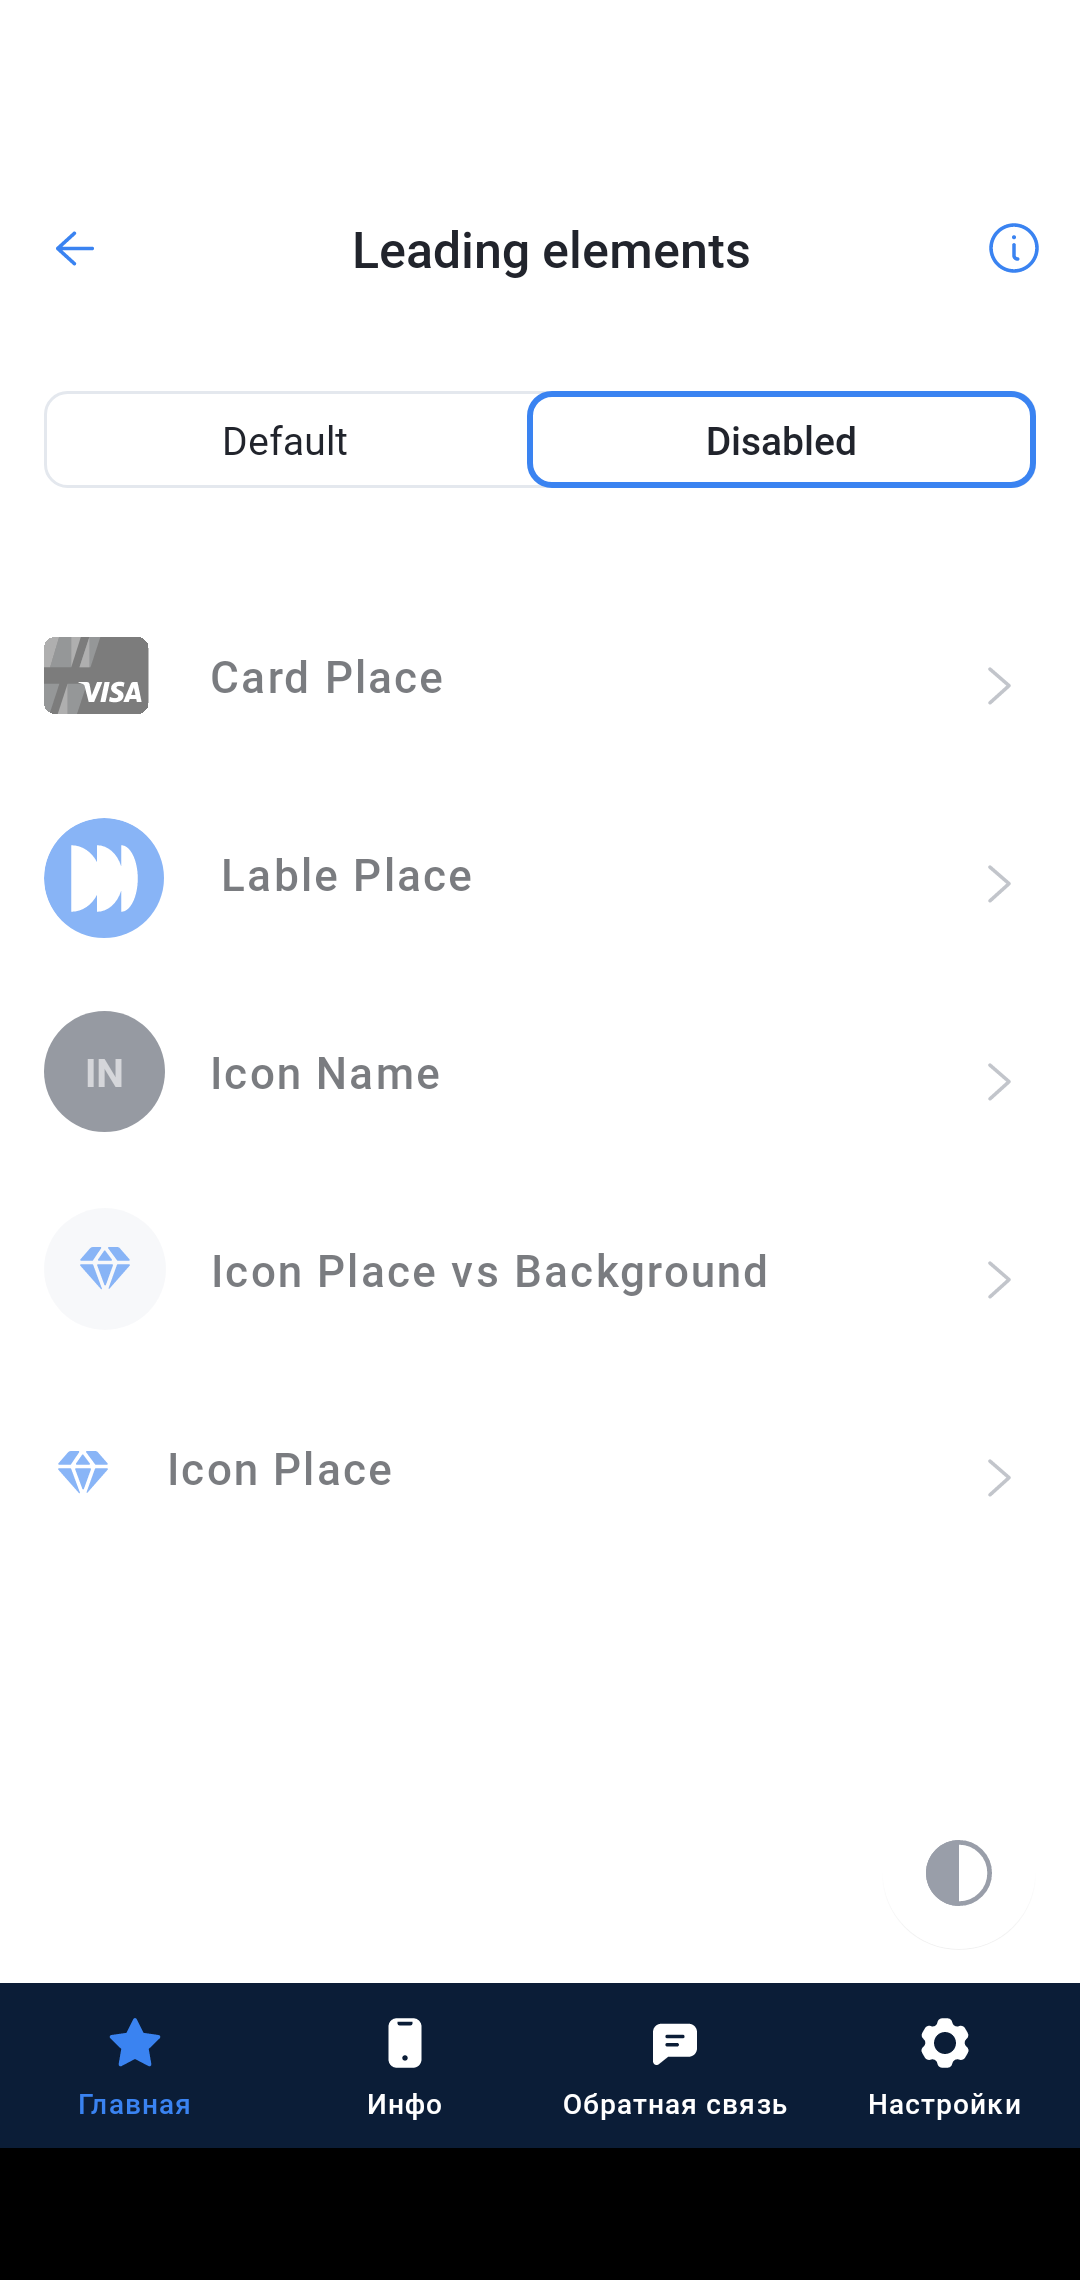 Leading elements
Default
Disabled
VISA
Card Place
Lable Place
IN
Icon Name
Icon Place vs Background
Icon Place
Главная
Инфо
Обратная связь
Настройки